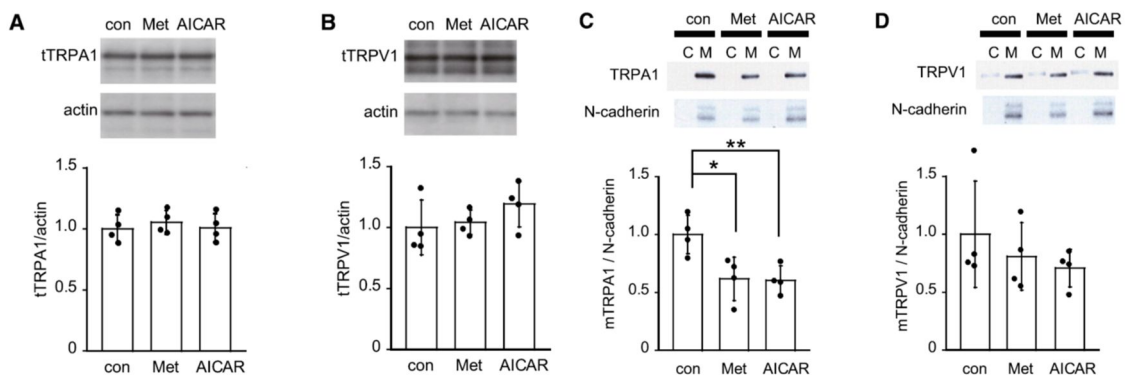 A
con Met AICAR
tTRPA1
actin
1.5
1.0
0.5
0
tTRPA1/actin
con Met AICAR
B
con Met AICAR
tTRPV1
actin
1.5
1.0
0.5
0
tTRPV1/actin
con Met AICAR
C
con Met AICAR
C M C M C M
TRPA1
N-cadherin
**
*
1.5
1.0
0.5
0
mTRPA1 / N-cadherin
con Met AICAR
D
con Met AICAR
C M C M C M
TRPV1
N-cadherin
1.5
1.0
0.5
0
mTRPV1 / N-cadherin
con Met AICAR